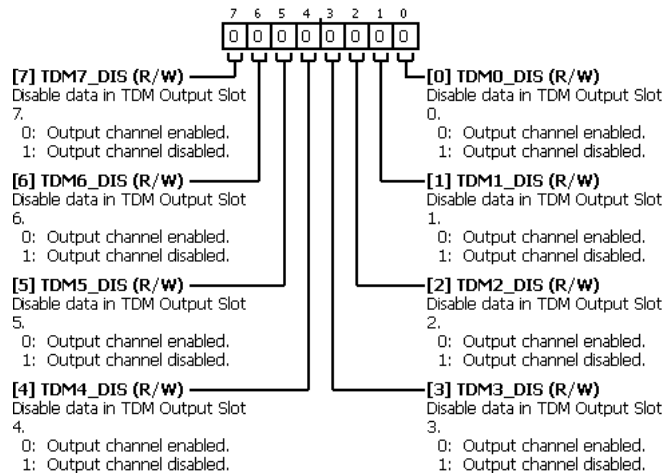 7 6 5 4 3 2 1 0
0 0 0 0 0 0 0 0
[7] TDM7_DIS (R/W)
Disable data in TDM Output Slot
7.
0: Output channel enabled.
1: Output channel disabled.
[6] TDM6_DIS (R/W)
Disable data in TDM Output Slot
6.
0: Output channel enabled.
1: Output channel disabled.
[5] TDM5_DIS (R/W)
Disable data in TDM Output Slot
5.
0: Output channel enabled.
1: Output channel disabled.
[4] TDM4_DIS (R/W)
Disable data in TDM Output Slot
4.
0: Output channel enabled.
1: Output channel disabled.
[0] TDM0_DIS (R/W)
Disable data in TDM Output Slot
0.
0: Output channel enabled.
1: Output channel disabled.
[1] TDM1_DIS (R/W)
Disable data in TDM Output Slot
1.
0: Output channel enabled.
1: Output channel disabled.
[2] TDM2_DIS (R/W)
Disable data in TDM Output Slot
2.
0: Output channel enabled.
1: Output channel disabled.
[3] TDM3_DIS (R/W)
Disable data in TDM Output Slot
3.
0: Output channel enabled.
1: Output channel disabled.